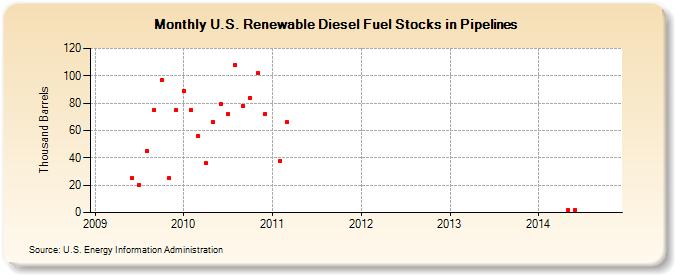 Monthly U.S. Renewable Diesel Fuel Stocks in Pipelines
Thousand Barrels
120
100
80
60
40
20
0
2009 2010 2011 2012 2013 2014
Source: U.S. Energy Information Administration